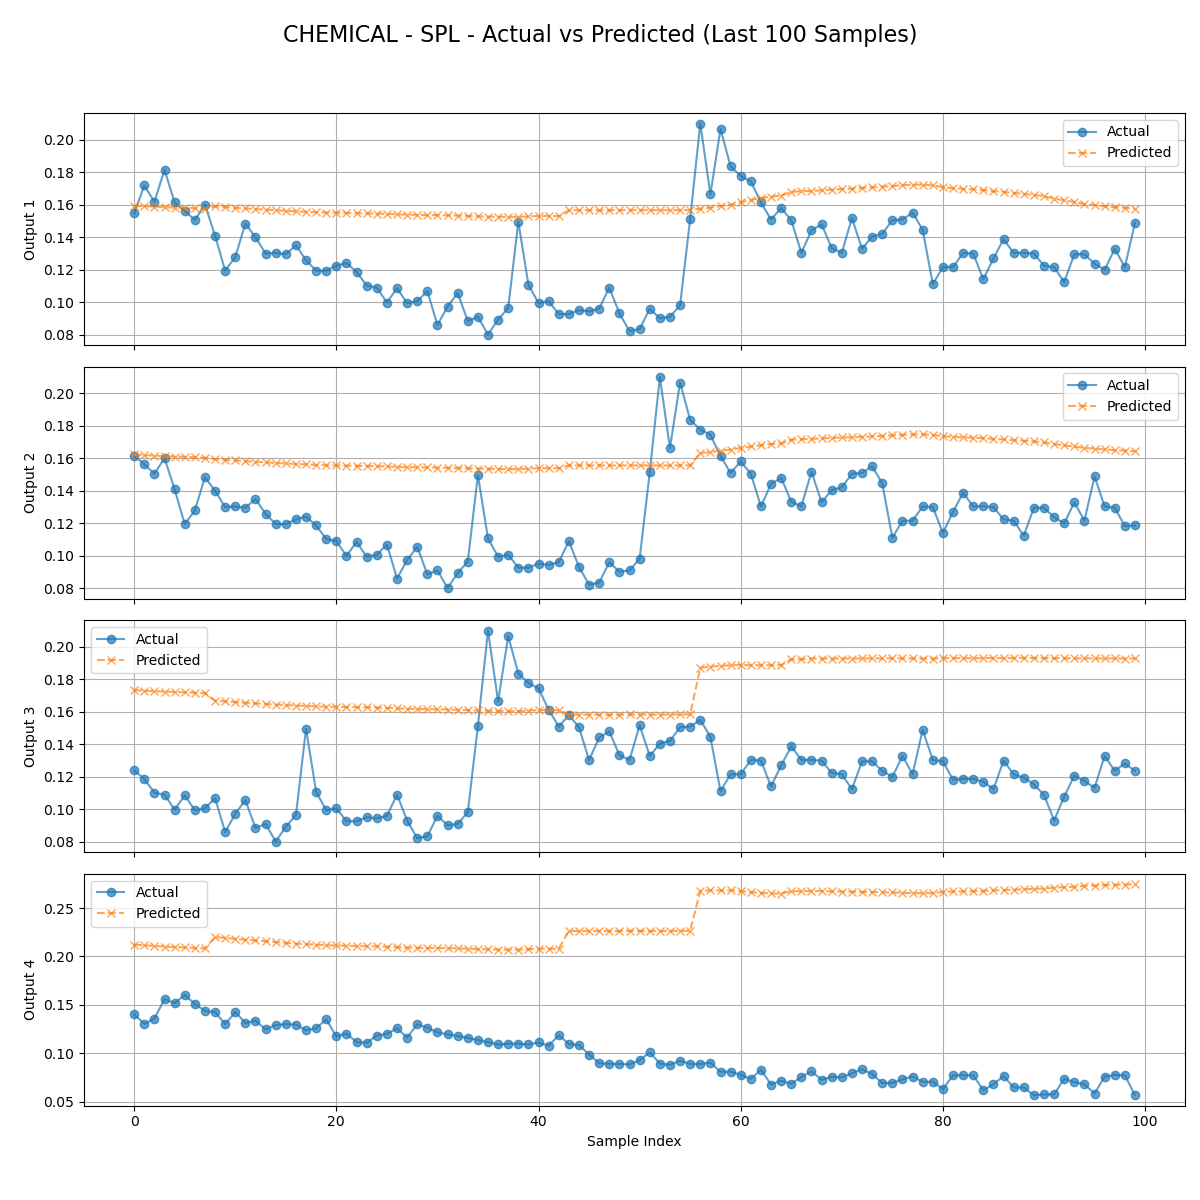 CHEMICAL - SPL - Actual vs Predicted (Last 100 Samples)
Output 1
0.20
0.18
0.16
0.14
0.12
0.10
0.08
Actual
Predicted
Output 2
0.20
0.18
0.16
0.14
0.12
0.10
0.08
Actual
Predicted
Output 3
0.20
0.18
0.16
0.14
0.12
0.10
0.08
Actual
Predicted
Output 4
0.25
0.20
0.15
0.10
0.05
Actual
Predicted
0 20 40 60 80 100
Sample Index